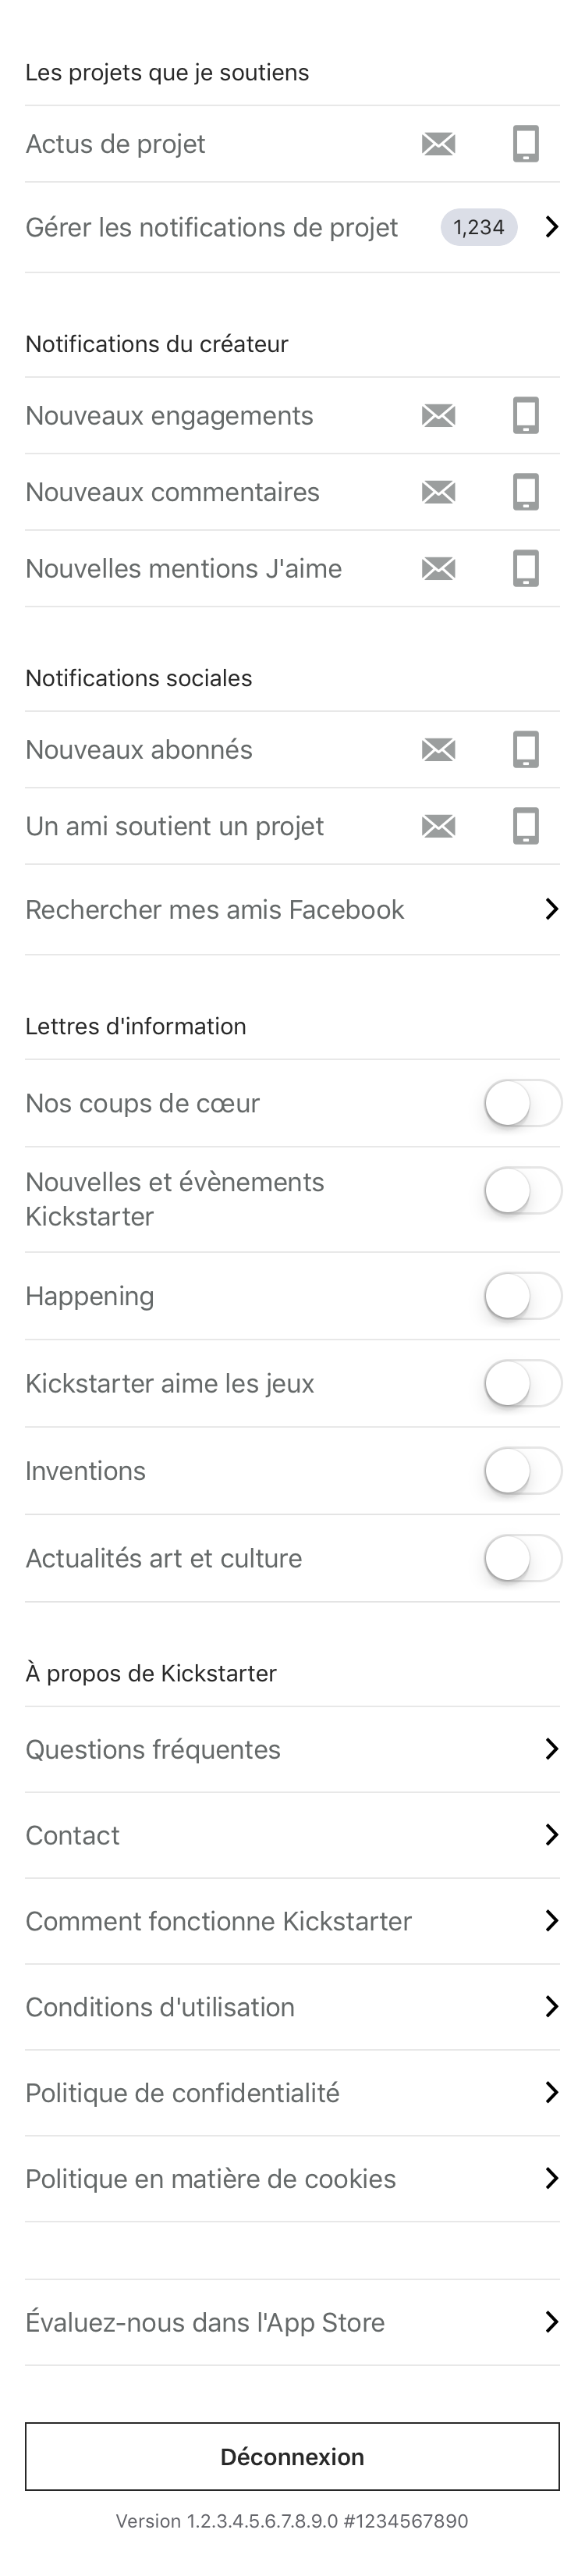 Les projets que je soutiens
Actus de projet
Gérer les notifications de projet 1,234
Notifications du créateur
Nouveaux engagements
Nouveaux commentaires
Nouvelles mentions J'aime
Notifications sociales
Nouveaux abonnés
Un ami soutient un projet
Rechercher mes amis Facebook
Lettres d'information
Nos coups de cœur
Nouvelles et évènements
Kickstarter
Happening
Kickstarter aime les jeux
Inventions
Actualités art et culture
À propos de Kickstarter
Questions fréquentes
Contact
Comment fonctionne Kickstarter
Conditions d'utilisation
Politique de confidentialité
Politique en matière de cookies
Évaluez-nous dans l'App Store
Déconnexion
Version 1.2.3.4.5.6.7.8.9.0 #1234567890